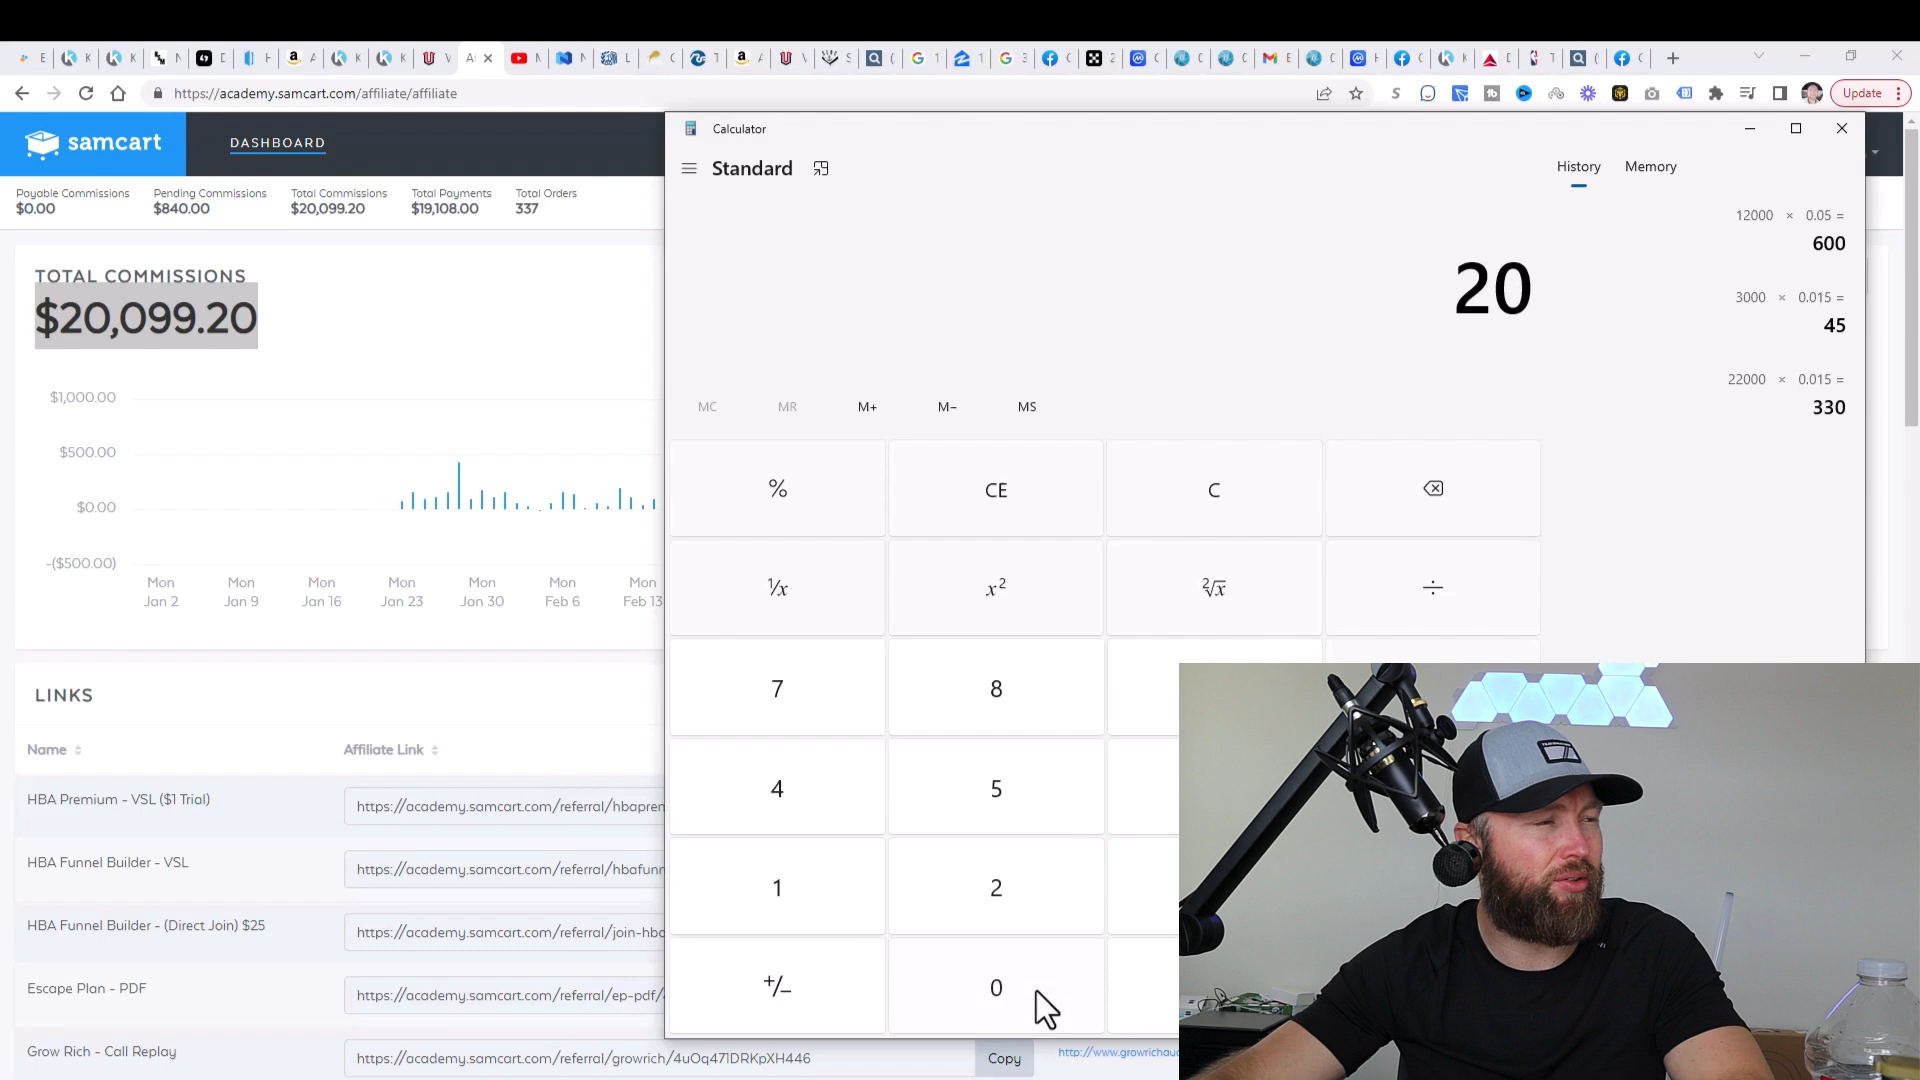 https://academy.samcart.com/affiliate/affiliate
Update
samcart
DASHBOARD
Payable Commissions
$0.00
Pending Commissions
$840.00
Total Commissions
$20,099.20
Total Payments
$19,108.00
Total Orders
337
TOTAL COMMISSIONS
$20,099.20
$1,000.00
$500.00
$0.00
-($500.00)
Mon
Jan 2
Mon
Jan 9
Mon
Jan 16
Mon
Jan 23
Mon
Jan 30
Mon
Feb 6
Mon
Feb 13
LINKS
Name
Affiliate Link
HBA Premium - VSL ($1 Trial)
https://academy.samcart.com/referral/hbaprem
HBA Funnel Builder - VSL
https://academy.samcart.com/referral/hbafunn
HBA Funnel Builder - (Direct Join) $25
https://academy.samcart.com/referral/join-hba
Escape Plan - PDF
https://academy.samcart.com/referral/ep-pdf/
Grow Rich - Call Replay
https://academy.samcart.com/referral/growrich/4uOq471DRKpXH446
Copy
Calculator
Standard
History
Memory
20
12000 × 0.05 =
600
3000 × 0.015 =
45
22000 × 0.015 =
330
MC
MR
M+
M−
MS
%
CE
C
¹/x
x²
²√x
÷
7
8
4
5
1
2
+/−
0